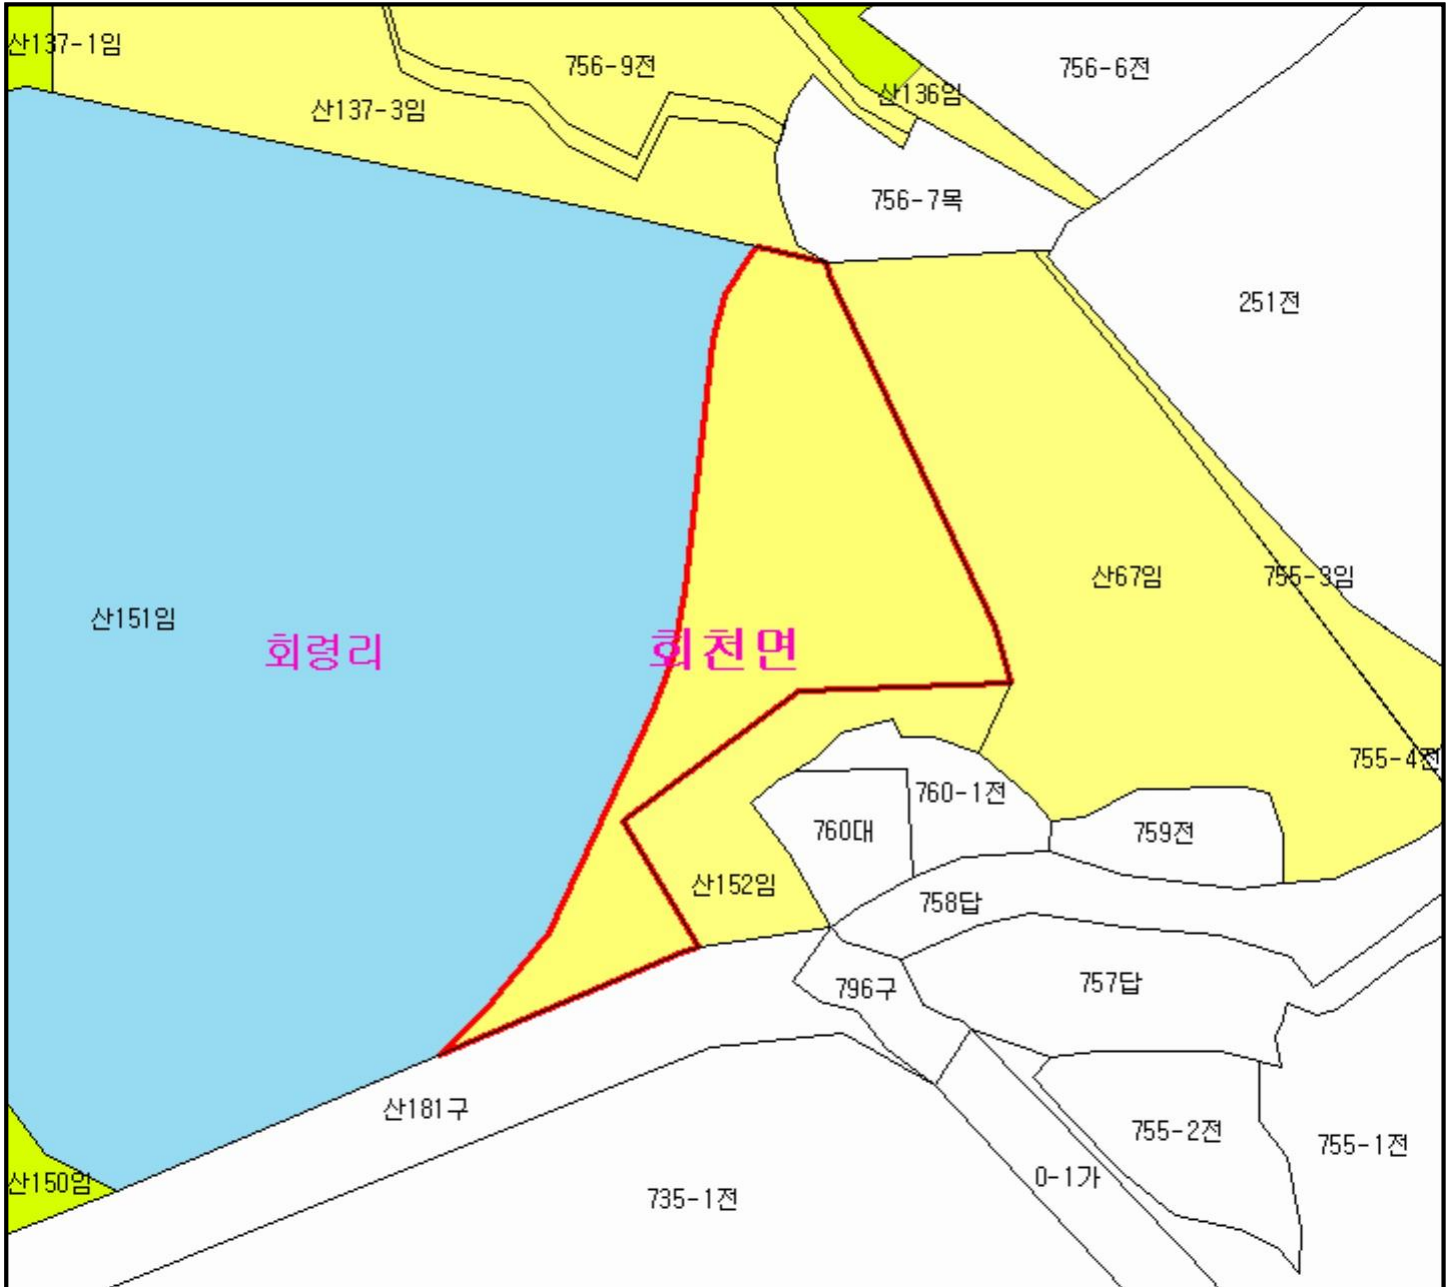 산137-1임
756-9전
756-6전
산137-3임
산136임
756-7목
251전
산67임
755-3임
산151임
회령리
회천면
755-4전
760-1전
760대
759전
산152임
758답
757답
796구
산181구
755-2전
755-1전
0-1가
산150임
735-1전